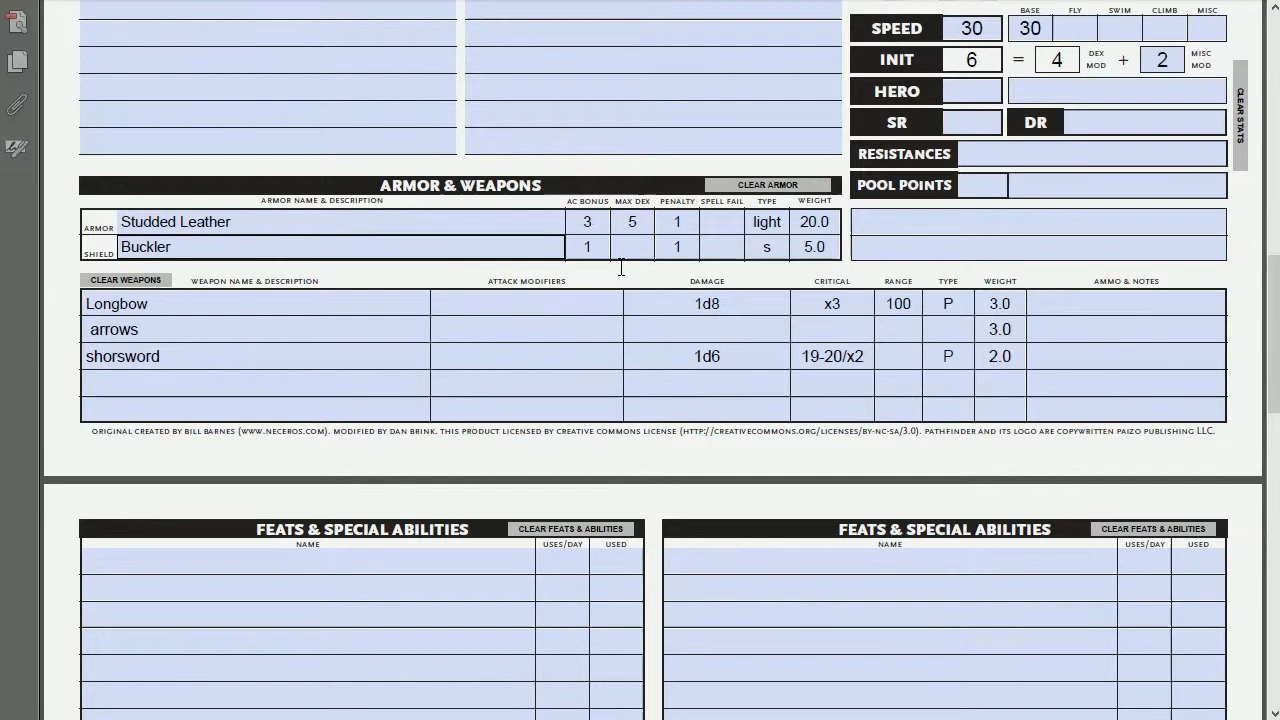 BASE FLY SWIM CLIMB MISC
SPEED 30 30
INIT 6 = 4 DEX MOD + 2 MISC MOD
HERO
SR DR
RESISTANCES
POOL POINTS
CLEAR STATS
ARMOR & WEAPONS CLEAR ARMOR
ARMOR NAME & DESCRIPTION AC BONUS MAX DEX PENALTY SPELL FAIL TYPE WEIGHT
ARMOR Studded Leather 3 5 1 light 20.0
SHIELD Buckler 1 1 s 5.0
CLEAR WEAPONS WEAPON NAME & DESCRIPTION ATTACK MODIFIERS DAMAGE CRITICAL RANGE TYPE WEIGHT AMMO & NOTES
Longbow 1d8 x3 100 P 3.0
arrows 3.0
shorsword 1d6 19-20/x2 P 2.0
ORIGINAL CREATED BY BILL BARNES (WWW.NECEROS.COM). MODIFIED BY DAN BRINK. THIS PRODUCT LICENSED BY CREATIVE COMMONS LICENSE (HTTP://CREATIVECOMMONS.ORG/LICENSES/BY-NC-SA/3.0). PATHFINDER AND ITS LOGO ARE COPYWRITTEN PAIZO PUBLISHING LLC.
FEATS & SPECIAL ABILITIES CLEAR FEATS & ABILITIES FEATS & SPECIAL ABILITIES CLEAR FEATS & ABILITIES
NAME USES/DAY USED NAME USES/DAY USED